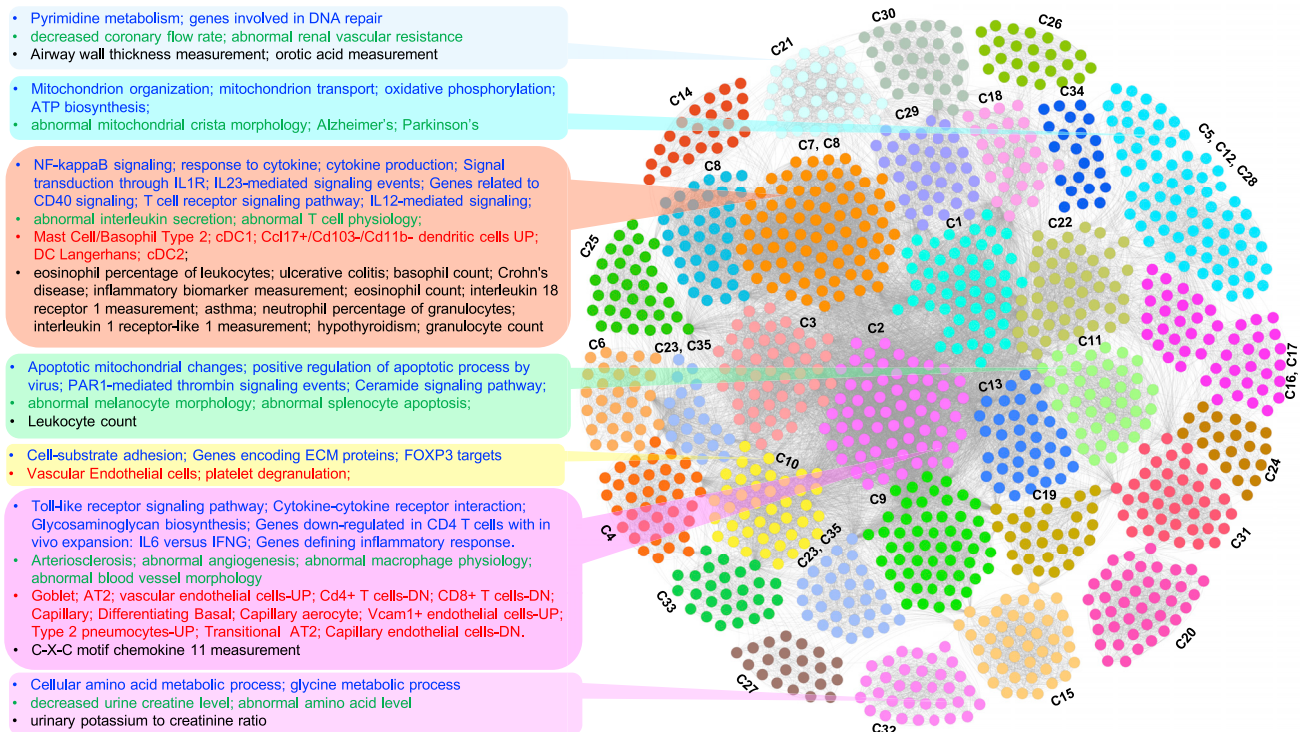 • Pyrimidine metabolism; genes involved in DNA repair
• decreased coronary flow rate; abnormal renal vascular resistance
• Airway wall thickness measurement; orotic acid measurement
• Mitochondrion organization; mitochondrion transport; oxidative phosphorylation;
ATP biosynthesis;
• abnormal mitochondrial crista morphology; Alzheimer's; Parkinson's
• NF-kappaB signaling; response to cytokine; cytokine production; Signal
transduction through IL1R; IL23-mediated signaling events; Genes related to
CD40 signaling; T cell receptor signaling pathway; IL12-mediated signaling;
• abnormal interleukin secretion; abnormal T cell physiology;
• Mast Cell/Basophil Type 2; cDC1; Ccl17+/Cd103-/Cd11b- dendritic cells UP;
DC Langerhans; cDC2;
• eosinophil percentage of leukocytes; ulcerative colitis; basophil count; Crohn's
disease; inflammatory biomarker measurement; eosinophil count; interleukin 18
receptor 1 measurement; asthma; neutrophil percentage of granulocytes;
interleukin 1 receptor-like 1 measurement; hypothyroidism; granulocyte count
• Apoptotic mitochondrial changes; positive regulation of apoptotic process by
virus; PAR1-mediated thrombin signaling events; Ceramide signaling pathway;
• abnormal melanocyte morphology; abnormal splenocyte apoptosis;
• Leukocyte count
• Cell-substrate adhesion; Genes encoding ECM proteins; FOXP3 targets
• Vascular Endothelial cells; platelet degranulation;
• Toll-like receptor signaling pathway; Cytokine-cytokine receptor interaction;
Glycosaminoglycan biosynthesis; Genes down-regulated in CD4 T cells with in
vivo expansion: IL6 versus IFNG; Genes defining inflammatory response.
• Arteriosclerosis; abnormal angiogenesis; abnormal macrophage physiology;
abnormal blood vessel morphology
• Goblet; AT2; vascular endothelial cells-UP; Cd4+ T cells-DN; CD8+ T cells-DN;
Capillary; Differentiating Basal; Capillary aerocyte; Vcam1+ endothelial cells-UP;
Type 2 pneumocytes-UP; Transitional AT2; Capillary endothelial cells-DN.
• C-X-C motif chemokine 11 measurement
• Cellular amino acid metabolic process; glycine metabolic process
• decreased urine creatine level; abnormal amino acid level
• urinary potassium to creatinine ratio
C30
C26
C21
C14
C29
C18
C34
C5, C12, C28
C8
C7, C8
C1
C22
C25
C3
C2
C6
C23, C35
C11
C16, C17
C13
C24
C10
C4
C9
C19
C31
C23, C35
C33
C20
C27
C15
C32